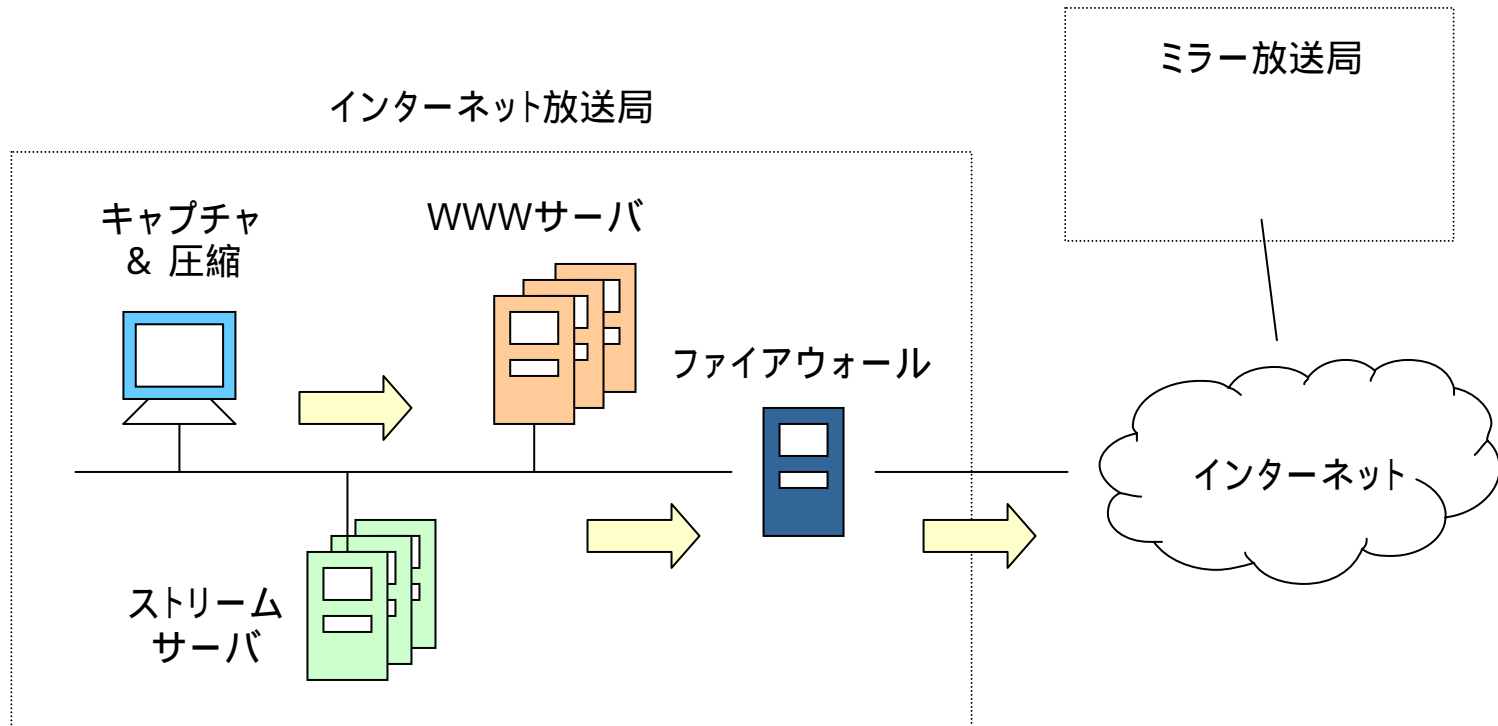 ミラー放送局
インターネット放送局
キャプチャ
& 圧縮
WWWサーバ
ファイアウォール
インターネット
ストリーム
サーバ